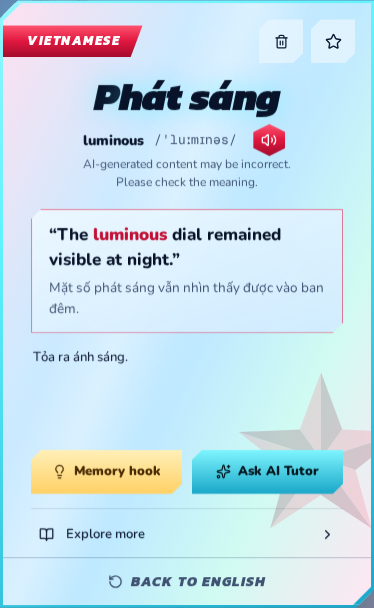 VIETNAMESE
Phát sáng
luminous /ˈluːmɪnəs/
AI-generated content may be incorrect.
Please check the meaning.
“The luminous dial remained
visible at night.”
Mặt số phát sáng vẫn nhìn thấy được vào ban
đêm.
Tỏa ra ánh sáng.
Memory hook
Ask AI Tutor
Explore more
BACK TO ENGLISH